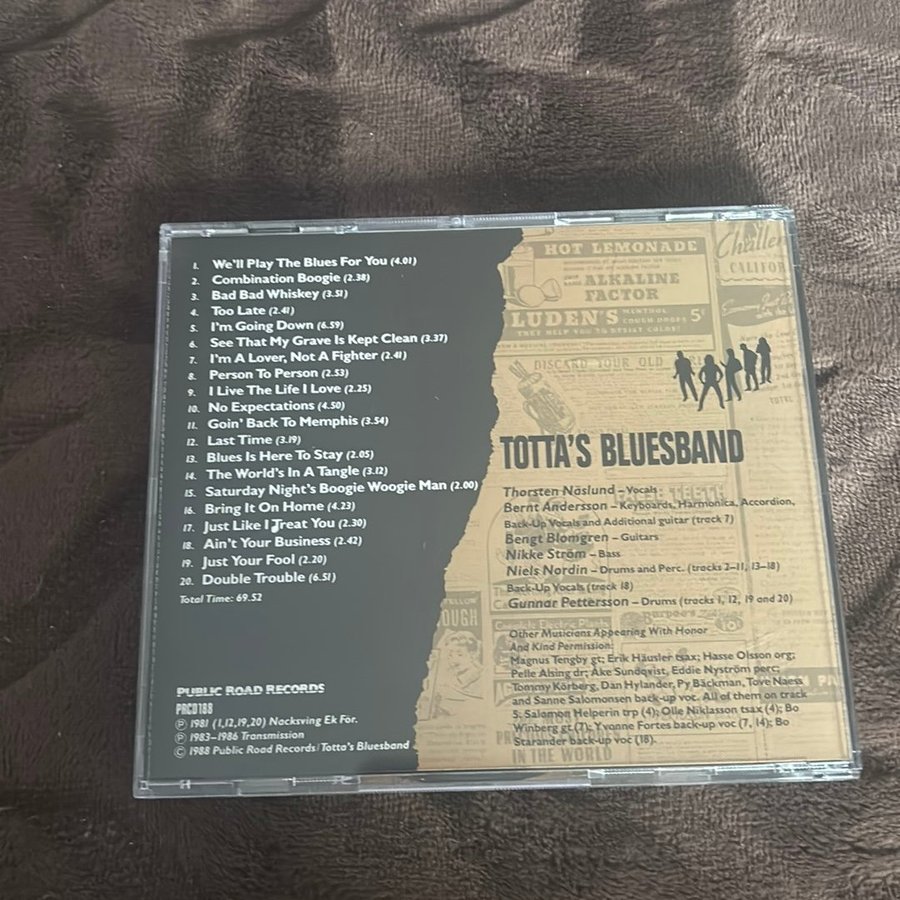 1. We'll Play The Blues For You (4.01)
2. Combination Boogie (2.38)
3. Bad Bad Whiskey (3.51)
4. Too Late (2.41)
5. I'm Going Down (6.59)
6. See That My Grave Is Kept Clean (3.37)
7. I'm A Lover, Not A Fighter (2.41)
8. Person To Person (2.53)
9. I Live The Life I Love (2.25)
10. No Expectations (4.50)
11. Goin' Back To Memphis (3.54)
12. Last Time (3.19)
13. Blues Is Here To Stay (2.05)
14. The World's In A Tangle (3.12)
15. Saturday Night's Boogie Woogie Man (2.00)
16. Bring It On Home (4.23)
17. Just Like I Treat You (2.30)
18. Ain't Your Business (2.42)
19. Just Your Fool (2.20)
20. Double Trouble (6.51)
Total Time: 69.52
PUBLIC ROAD RECORDS
PRCD188
℗ 1981 (1,12,19,20) Nacksving Ek För.
℗ 1983–1986 Transmission
© 1988 Public Road Records/Totta's Bluesband
HOT LEMONADE
ALKALINE
FACTOR
LUDEN'S MENTHOL COUGH DROPS 5¢
DISCARD YOUR OLD
TOTTA'S BLUESBAND
Thorsten Näslund – Vocals
Bernt Andersson – Keyboards, Harmonica, Accordion,
Back-Up Vocals and Additional guitar (track 7)
Bengt Blomgren – Guitars
Nikke Ström – Bass
Niels Nordin – Drums and Perc. (tracks 2–11, 13–18)
Back-Up Vocals (track 18)
Gunnar Pettersson – Drums (tracks 1, 12, 19 and 20)
Other Musicians Appearing With Honor
And Kind Permission:
Magnus Tengby gt; Erik Häusler tsax; Hasse Olsson org;
Pelle Alsing dr; Åke Sundqvist, Eddie Nyström perc;
Tommy Körberg, Dan Hylander, Py Bäckman, Tove Naess
and Sanne Salomonsen back-up voc. All of them on track
5. Salomon Helperin trp (4); Olle Niklasson tsax (4); Bo
Winberg gt (7); Yvonne Fortes back-up voc (7, 14); Bo
Starander back-up voc (18).
IN THE WORLD